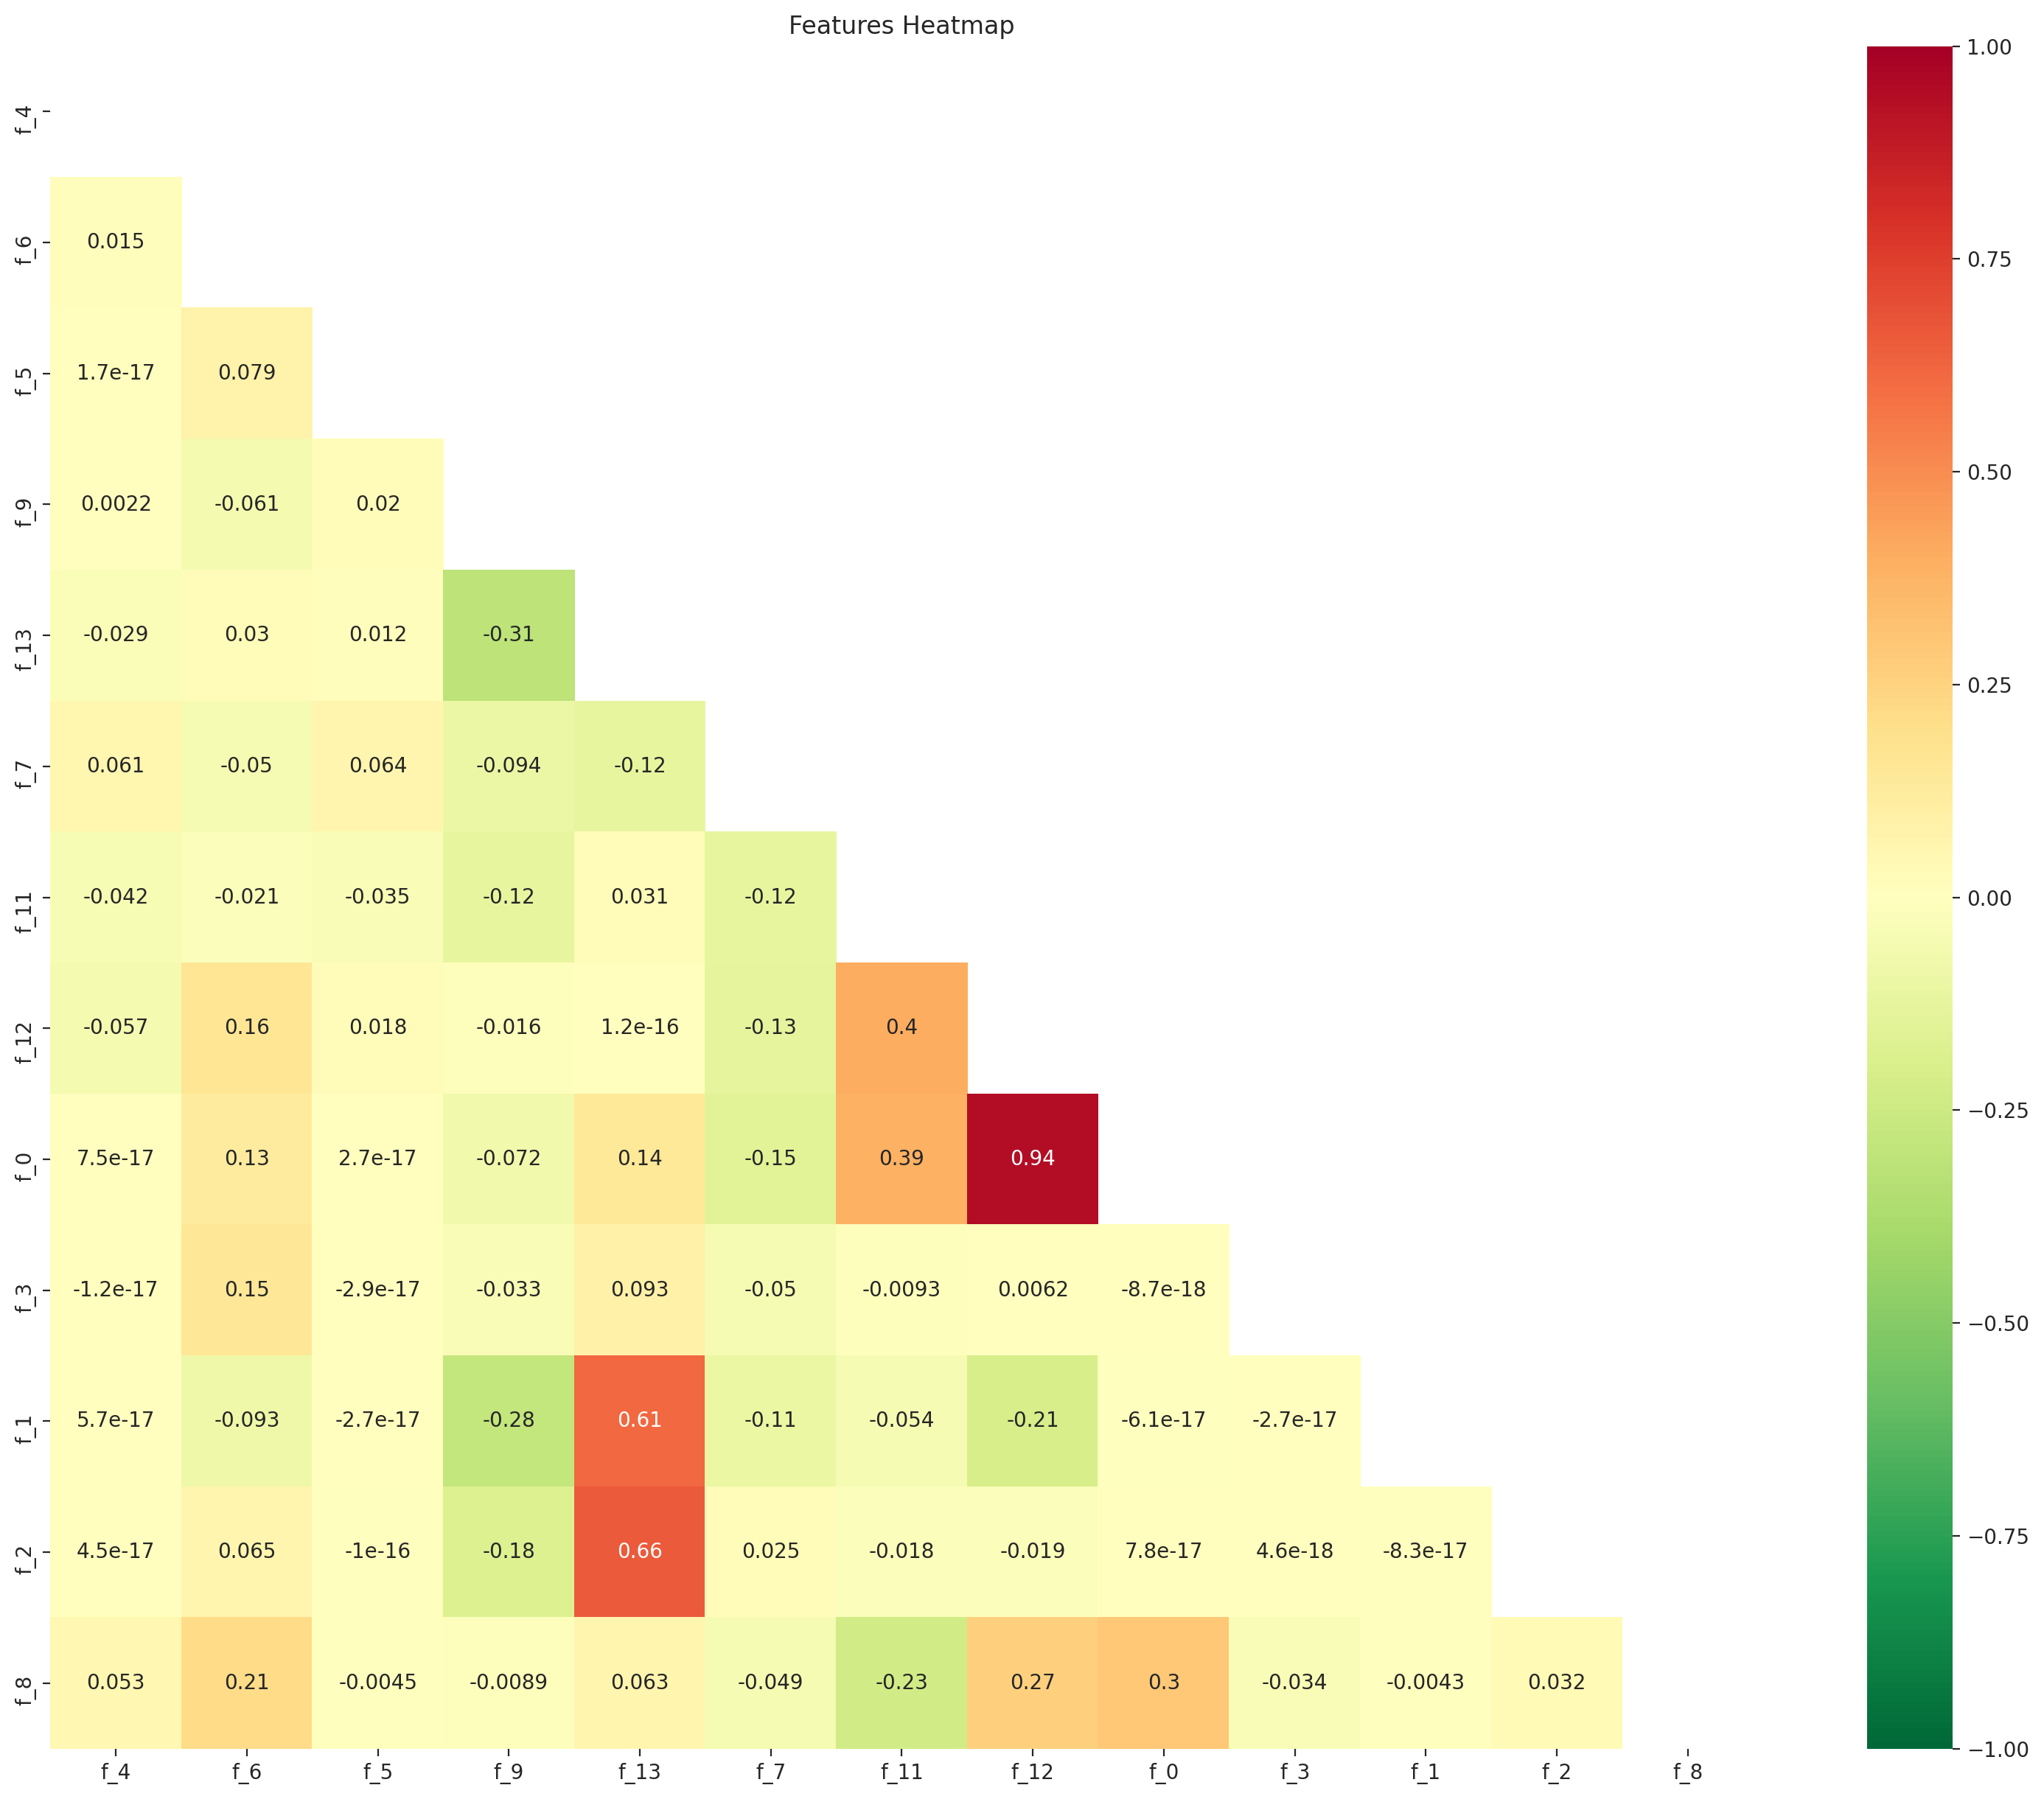 Features Heatmap
f_4
f_6 0.015
f_5 1.7e-17 0.079
f_9 0.0022 -0.061 0.02
f_13 -0.029 0.03 0.012 -0.31
f_7 0.061 -0.05 0.064 -0.094 -0.12
f_11 -0.042 -0.021 -0.035 -0.12 0.031 -0.12
f_12 -0.057 0.16 0.018 -0.016 1.2e-16 -0.13 0.4
f_0 7.5e-17 0.13 2.7e-17 -0.072 0.14 -0.15 0.39 0.94
f_3 -1.2e-17 0.15 -2.9e-17 -0.033 0.093 -0.05 -0.0093 0.0062 -8.7e-18
f_1 5.7e-17 -0.093 -2.7e-17 -0.28 0.61 -0.11 -0.054 -0.21 -6.1e-17 -2.7e-17
f_2 4.5e-17 0.065 -1e-16 -0.18 0.66 0.025 -0.018 -0.019 7.8e-17 4.6e-18 -8.3e-17
f_8 0.053 0.21 -0.0045 -0.0089 0.063 -0.049 -0.23 0.27 0.3 -0.034 -0.0043 0.032
f_4 f_6 f_5 f_9 f_13 f_7 f_11 f_12 f_0 f_3 f_1 f_2 f_8
1.00
0.75
0.50
0.25
0.00
−0.25
−0.50
−0.75
−1.00